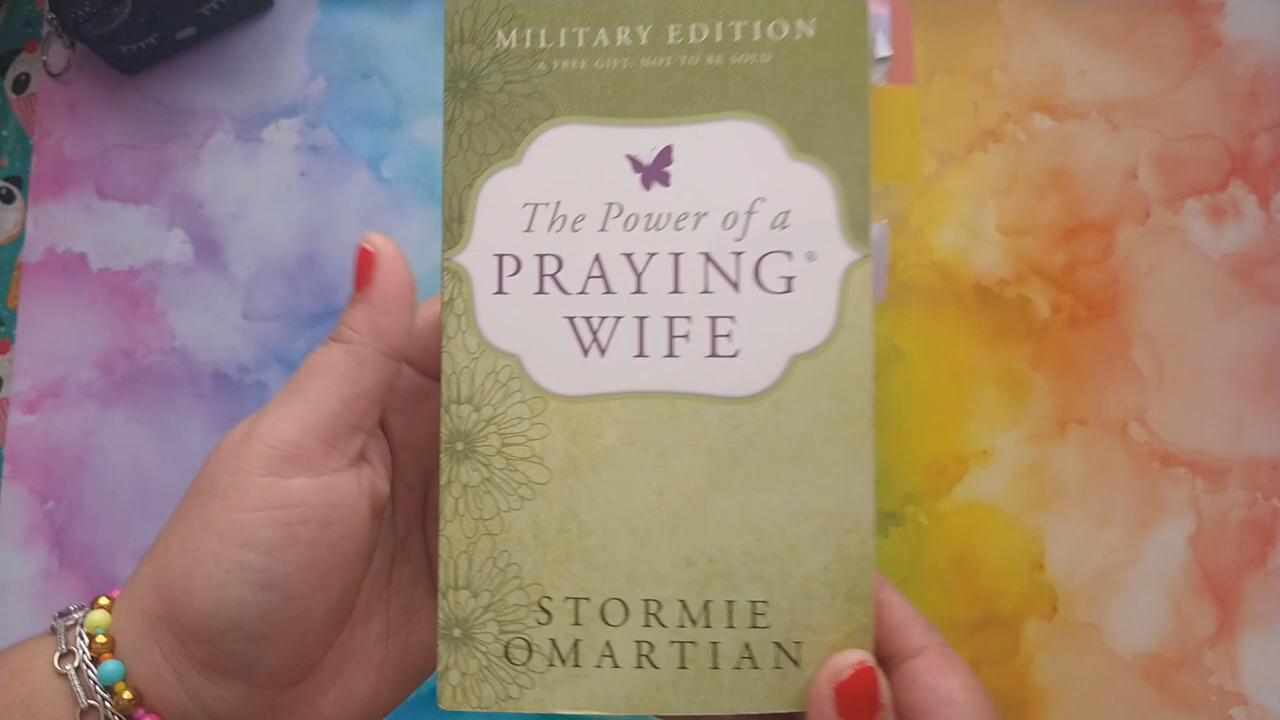 MILITARY EDITION
A FREE GIFT. NOT TO BE SOLD
The Power of a
PRAYING®
WIFE
STORMIE
OMARTIAN